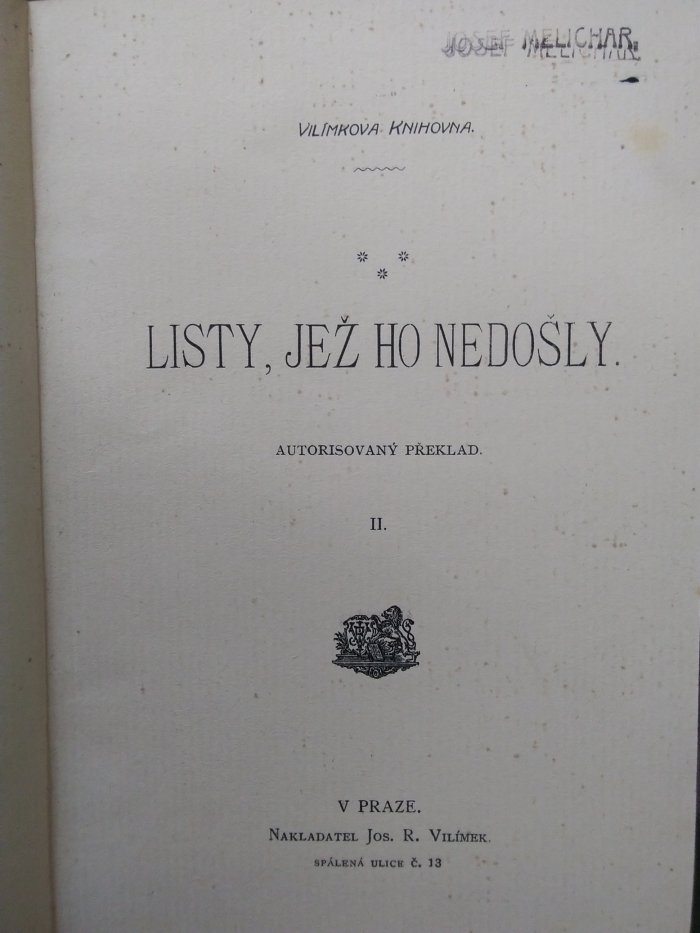 JOSEF MELICHAR.
VILÍMKOVA KNIHOVNA.
LISTY, JEŽ HO NEDOŠLY.
AUTORISOVANÝ PŘEKLAD.
II.
V PRAZE.
NAKLADATEL JOS. R. VILÍMEK.
SPÁLENÁ ULICE Č. 13